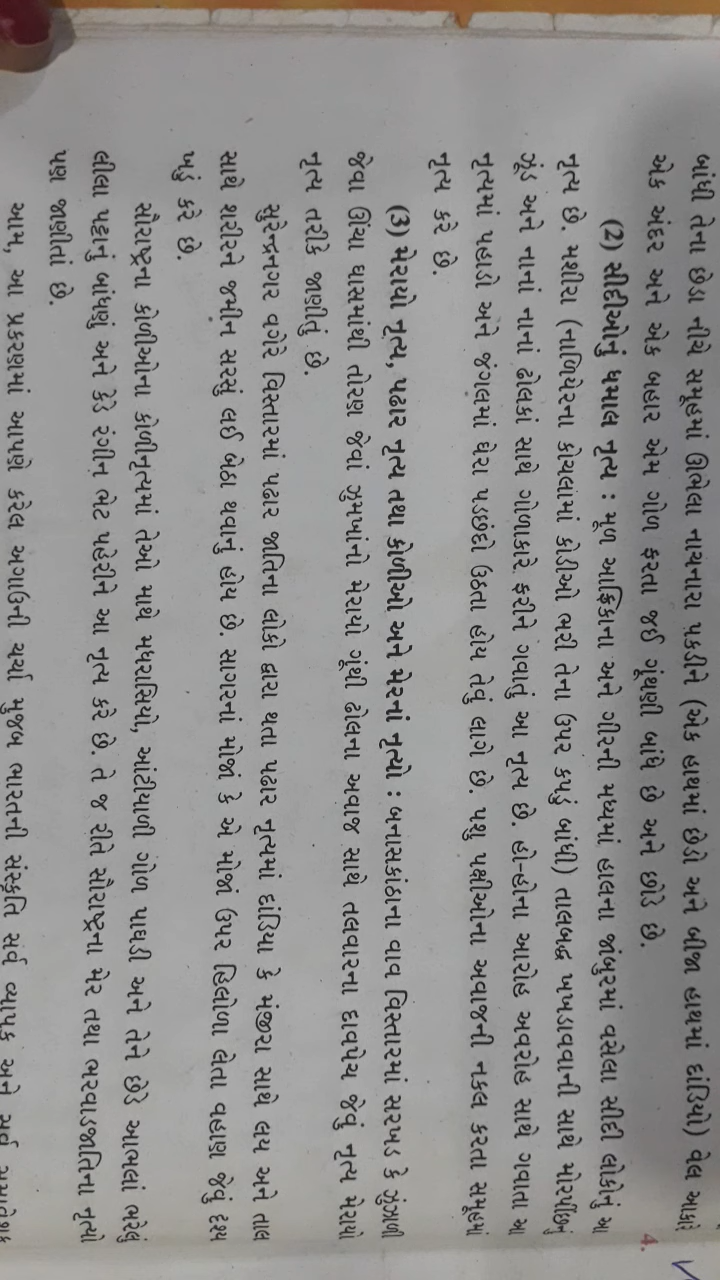 બાંધી તેના છેડા નીચે સમૂહમાં ઊભેલા નાચનારા પકડીને (એક હાથમાં છેડો અને બીજા હાથમાં દાંડિયો) વેલ આકારે
એક અંદર અને એક બહાર એમ ગોળ ફરતા જઈ ગૂંથણી બાંધે છે અને છોડે છે.
(2) સીદીઓનું ધમાલ નૃત્ય : મૂળ આફ્રિકાના અને ગીરની મધ્યમાં હાલના જાંબુરમાં વસેલા સીદી લોકોનું આ
નૃત્ય છે. મશીરા (નાળિયેરના કોચલામાં કોડીઓ ભરી તેના ઉપર કપડું બાંધી) તાલબદ્ધ ખખડાવવાની સાથે મોરપીંછનું
ઝૂંડ અને નાનાં નાનાં ઢોલકાં સાથે ગોળાકારે ફરીને ગવાતું આ નૃત્ય છે. હો-હોના આરોહ અવરોહ સાથે ગવાતા આ
નૃત્યમાં પહાડો અને જંગલમાં ઘેરા પડછંદો ઉઠતા હોય તેવું લાગે છે. પશુ પક્ષીઓના અવાજની નકલ કરતા સમૂહમાં
નૃત્ય કરે છે.
(3) મેરાયો નૃત્ય, પઢાર નૃત્ય તથા કોળીઓ અને મેરનાં નૃત્યો : બનાસકાંઠાના વાવ વિસ્તારમાં સરખડ કે ઝુંઝાળી
જેવા ઊંચા ઘાસમાંથી તોરણ જેવાં ઝુમખાંનો મેરાયો ગૂંથી ઢોલના અવાજ સાથે તલવારના દાવપેચ જેવું નૃત્ય મેરાયો
નૃત્ય તરીકે જાણીતું છે.
સુરેન્દ્રનગર વગેરે વિસ્તારમાં પઢાર જાતિના લોકો દ્વારા થતા પઢાર નૃત્યમાં દાંડિયા કે મંજીરા સાથે લય અને તાલ
સાથે શરીરને જમીન સરસું લઈ બેઠા થવાનું હોય છે. સાગરનાં મોજાં કે એ મોજાં ઉપર હિલોળા લેતા વહાણ જેવું દૃશ્ય
ખડું કરે છે.
સૌરાષ્ટ્રના કોળીઓના કોળીનૃત્યમાં તેઓ માથે મધરાસિયો, આંટીયાળી ગોળ પાઘડી અને તેને છેડે આભલાં ભરેલું
લીલા પટાનું બાંધણું અને કેડે રંગીન ભેટ પહેરીને આ નૃત્ય કરે છે. તે જ રીતે સૌરાષ્ટ્રના મેર તથા ભરવાડજાતિના નૃત્યો
પણ જાણીતાં છે.
આમ, આ પ્રકરણમાં આપણે કરેલ અગાઉની ચર્ચા મુજબ ભારતની સંસ્કૃતિ સર્વ વ્યાપક અને સર્વ
4.